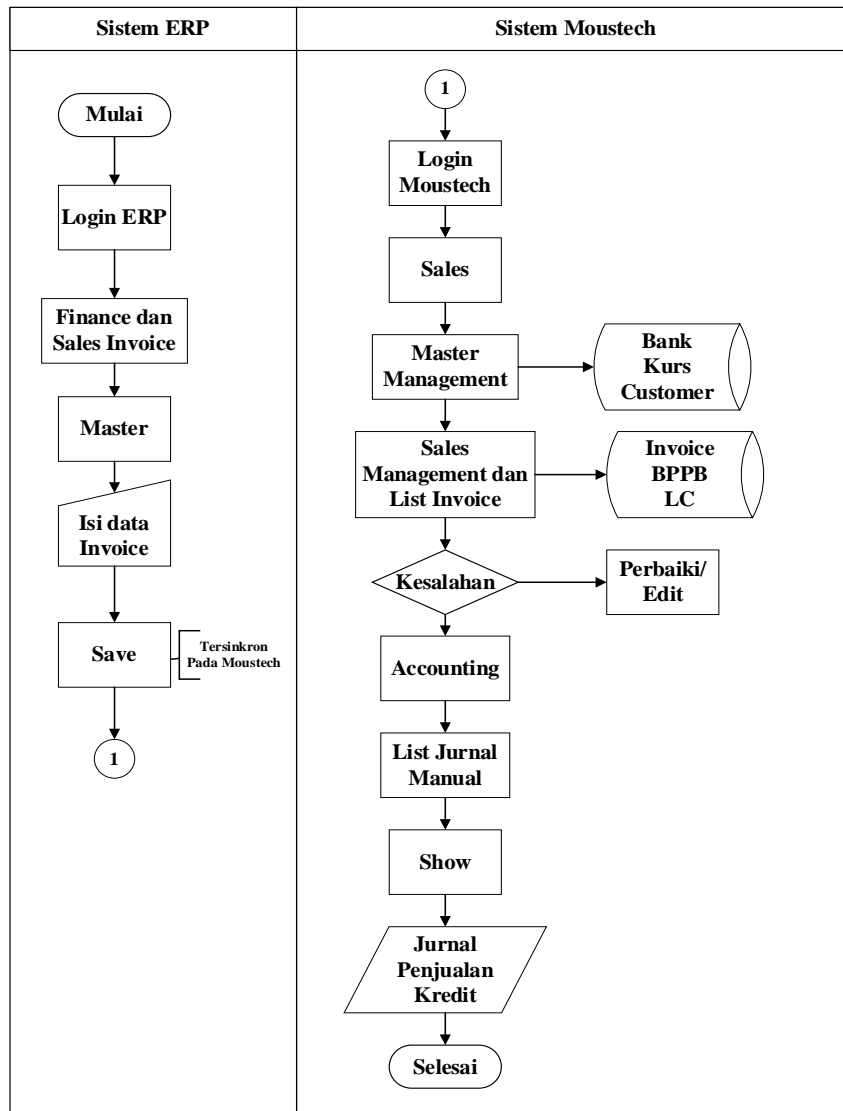 Sistem ERP
Sistem Moustech
Mulai
Login ERP
Finance dan
Sales Invoice
Master
Isi data
Invoice
Save
Tersinkron
Pada Moustech
1
1
Login
Moustech
Sales
Master
Management
Bank
Kurs
Customer
Sales
Management dan
List Invoice
Invoice
BPPB
LC
Kesalahan
Perbaiki/
Edit
Accounting
List Jurnal
Manual
Show
Jurnal
Penjualan
Kredit
Selesai